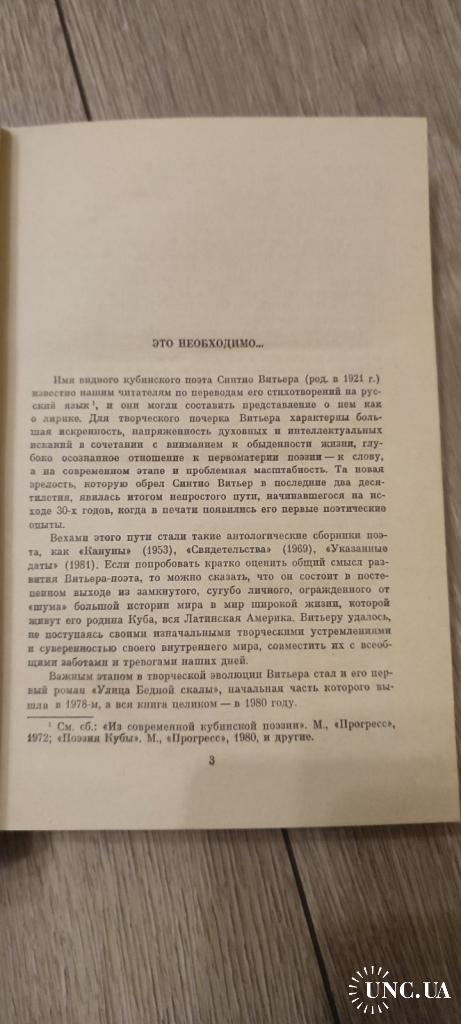 ЭТО НЕОБХОДИМО...
Имя видного кубинского поэта Синтио Витьера (род. в 1921 г.)
известно нашим читателям по переводам его стихотворений на рус-
ский язык¹, и они могли составить представление о нем как
о лирике. Для творческого почерка Витьера характерны боль-
шая искренность, напряженность духовных и интеллектуальных
исканий в сочетании с вниманием к обыденности жизни, глу-
боко осознанное отношение к первоматерии поэзии — к слову,
а на современном этапе и проблемная масштабность. Та новая
зрелость, которую обрел Синтио Витьер в последние два деся-
тилетия, явилась итогом непростого пути, начинавшегося на ис-
ходе 30-х годов, когда в печати появились его первые поэтические
опыты.
Вехами этого пути стали такие антологические сборники поэ-
та, как «Кануны» (1953), «Свидетельства» (1969), «Указанные
даты» (1981). Если попробовать кратко оценить общий смысл ра-
звития Витьера-поэта, то можно сказать, что он состоит в посте-
пенном выходе из замкнутого, сугубо личного, огражденного от
«шума» большой истории мира в мир широкой жизни, которой
живут его родина Куба, вся Латинская Америка. Витьеру удалось,
не поступаясь своими изначальными творческими устремлениями
и суверенностью своего внутреннего мира, совместить их с всеоб-
щими заботами и тревогами наших дней.
Важным этапом в творческой эволюции Витьера стал и его пер-
вый роман «Улица Бедной скалы», начальная часть которого вы-
шла в 1978-м, а вся книга целиком — в 1980 году.
¹ См. сб.: «Из современной кубинской поэзии». М., «Прогресс»,
1972; «Поэзия Кубы». М., «Прогресс», 1980, и другие.
3
UNC.UA